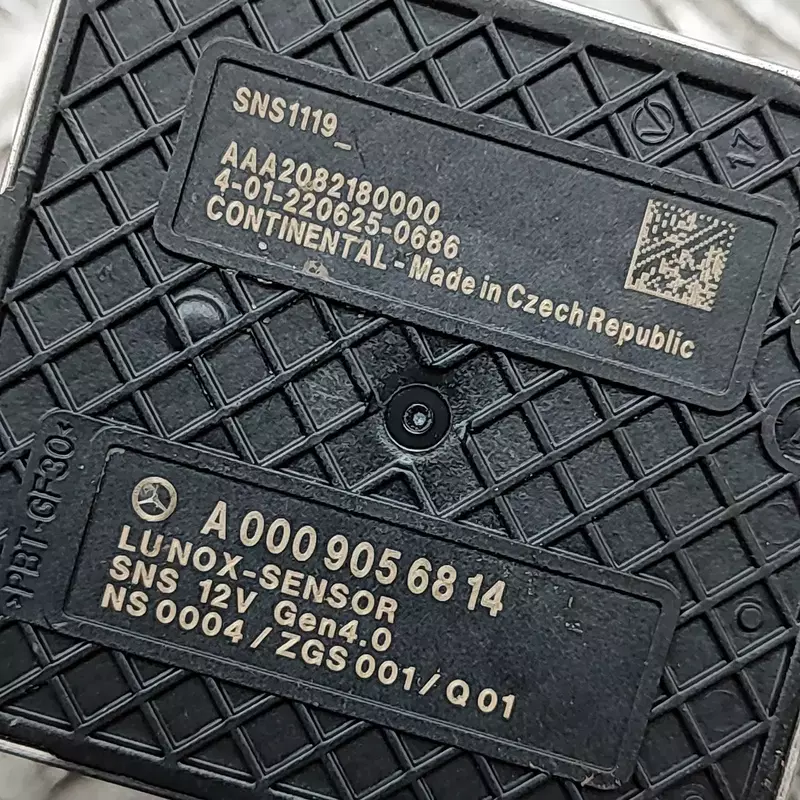 SNS1119_
AAA2082180000
4-01-220625-0686
CONTINENTAL - Made in Czech Republic
17
>PBT-GF30<
A 000 905 68 14
LUNOX-SENSOR
SNS 12V Gen4.0
NS 0004 / ZGS 001 / Q 01